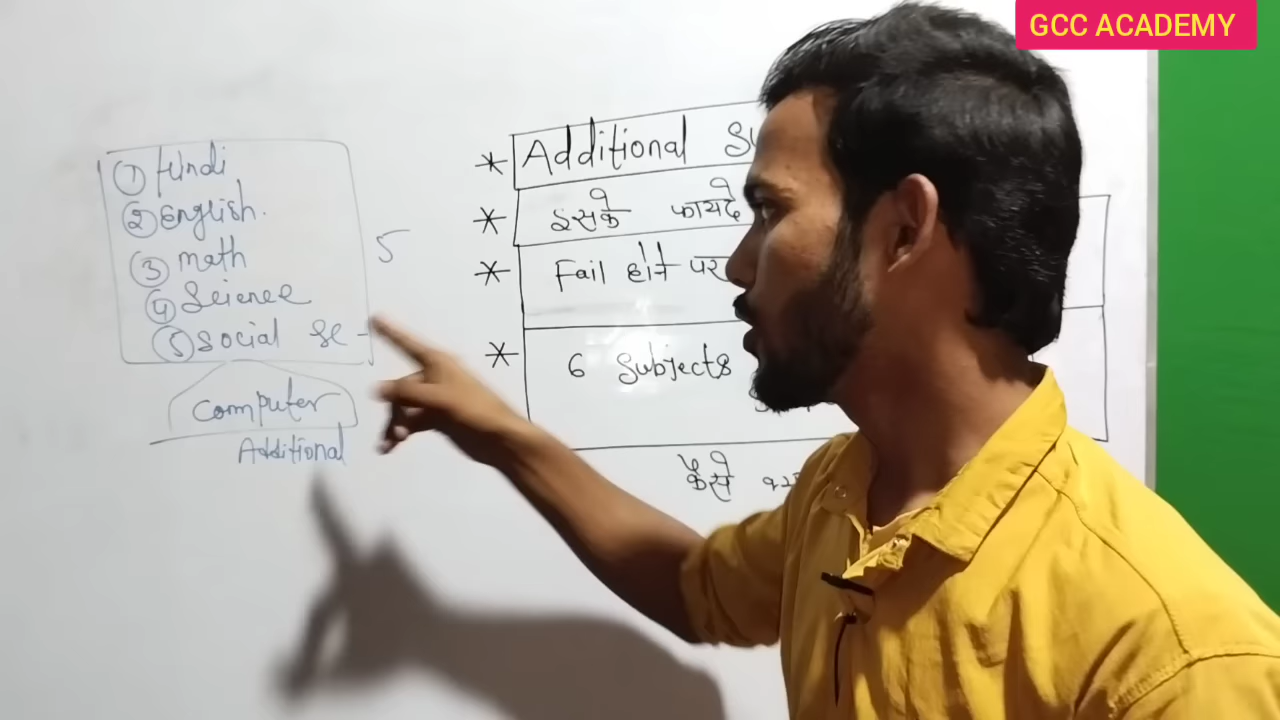 GCC ACADEMY
① Hindi
② English.
③ math
④ Science
⑤ Social Sc -
5
Computer
Additional
* Additional Su
* इसके फायदे
* Fail होने पर
* 6 Subjects
कैसे